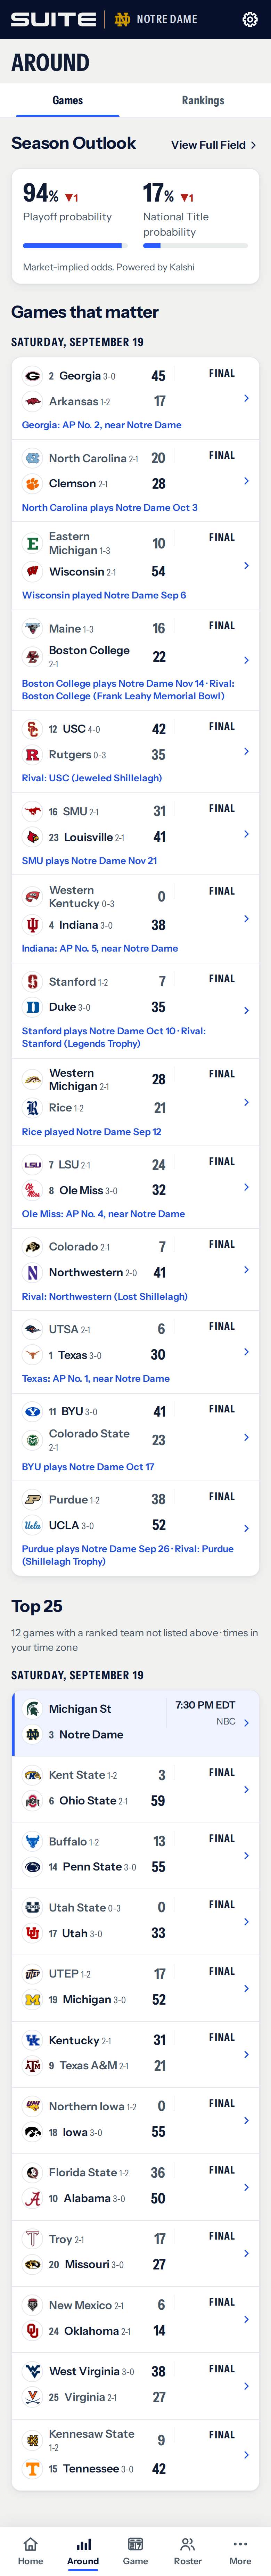 SUITE
NOTRE DAME
AROUND
Games
Rankings
Season Outlook
View Full Field
94%
▼1
Playoff probability
17%
▼1
National Title
probability
Market-implied odds. Powered by Kalshi
Games that matter
SATURDAY, SEPTEMBER 19
2 Georgia 3-0 45 FINAL
Arkansas 1-2 17
Georgia: AP No. 2, near Notre Dame
North Carolina 2-1 20 FINAL
Clemson 2-1 28
North Carolina plays Notre Dame Oct 3
Eastern
Michigan 1-3 10 FINAL
Wisconsin 2-1 54
Wisconsin played Notre Dame Sep 6
Maine 1-3 16 FINAL
Boston College
2-1 22
Boston College plays Notre Dame Nov 14 · Rival:
Boston College (Frank Leahy Memorial Bowl)
12 USC 4-0 42 FINAL
Rutgers 0-3 35
Rival: USC (Jeweled Shillelagh)
16 SMU 2-1 31 FINAL
23 Louisville 2-1 41
SMU plays Notre Dame Nov 21
Western
Kentucky 0-3 0 FINAL
4 Indiana 3-0 38
Indiana: AP No. 5, near Notre Dame
Stanford 1-2 7 FINAL
Duke 3-0 35
Stanford plays Notre Dame Oct 10 · Rival:
Stanford (Legends Trophy)
Western
Michigan 2-1 28 FINAL
Rice 1-2 21
Rice played Notre Dame Sep 12
7 LSU 2-1 24 FINAL
8 Ole Miss 3-0 32
Ole Miss: AP No. 4, near Notre Dame
Colorado 2-1 7 FINAL
Northwestern 2-0 41
Rival: Northwestern (Lost Shillelagh)
UTSA 2-1 6 FINAL
1 Texas 3-0 30
Texas: AP No. 1, near Notre Dame
11 BYU 3-0 41 FINAL
Colorado State
2-1 23
BYU plays Notre Dame Oct 17
Purdue 1-2 38 FINAL
UCLA 3-0 52
Purdue plays Notre Dame Sep 26 · Rival: Purdue
(Shillelagh Trophy)
Top 25
12 games with a ranked team not listed above · times in
your time zone
SATURDAY, SEPTEMBER 19
Michigan St 7:30 PM EDT
3 Notre Dame NBC
Kent State 1-2 3 FINAL
6 Ohio State 2-1 59
Buffalo 1-2 13 FINAL
14 Penn State 3-0 55
Utah State 0-3 0 FINAL
17 Utah 3-0 33
UTEP 1-2 17 FINAL
19 Michigan 3-0 52
Kentucky 2-1 31 FINAL
9 Texas A&M 2-1 21
Northern Iowa 1-2 0 FINAL
18 Iowa 3-0 55
Florida State 1-2 36 FINAL
10 Alabama 3-0 50
Troy 2-1 17 FINAL
20 Missouri 3-0 27
New Mexico 2-1 6 FINAL
24 Oklahoma 2-1 14
West Virginia 3-0 38 FINAL
25 Virginia 2-1 27
Kennesaw State
1-2 9 FINAL
15 Tennessee 3-0 42
Home
Around
Game
Roster
More